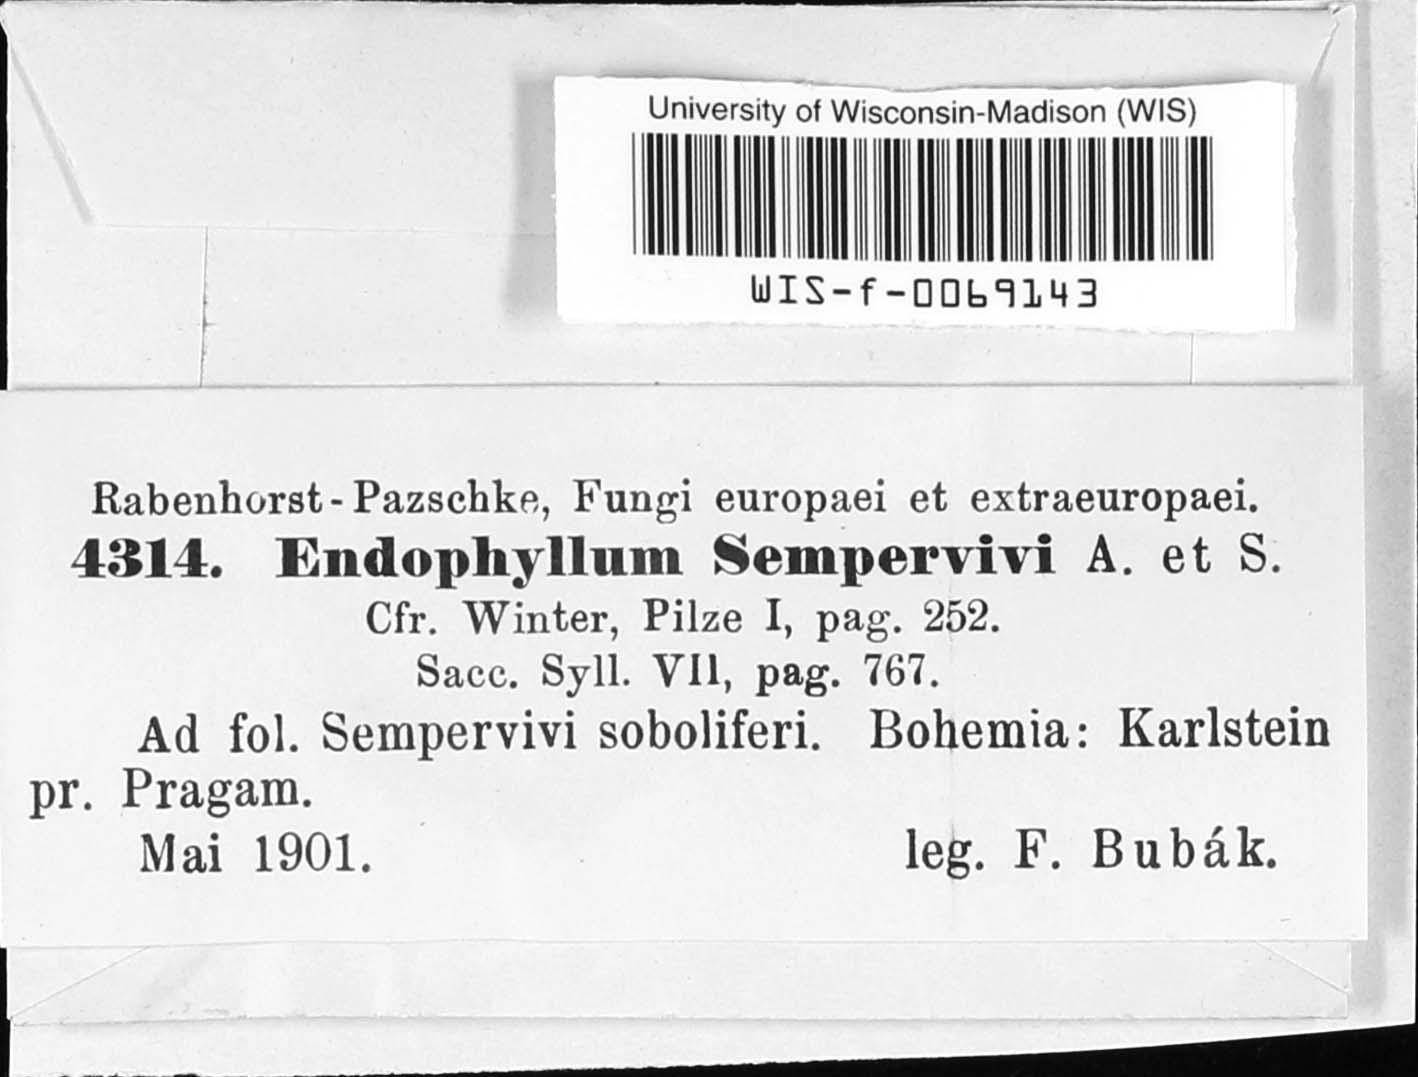 University of Wisconsin-Madison (WIS)
WIS-f-0069143
Rabenhorst-Pazschke, Fungi europaei et extraeuropaei.
4314. Endophyllum Sempervivi A. et S.
Cfr. Winter, Pilze I, pag. 252.
Sacc. Syll. VII, pag. 767.
Ad fol. Sempervivi soboliferi. Bohemia: Karlstein
pr. Pragam.
Mai 1901. leg. F. Bubák.